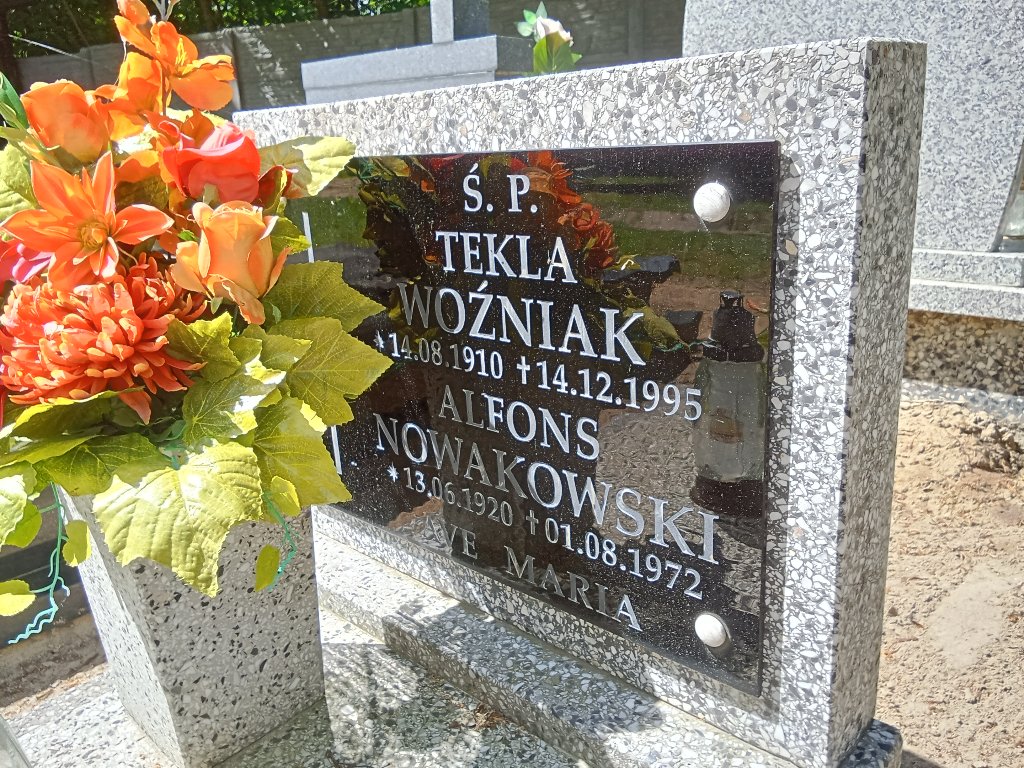 Ś. P.
TEKLA
WOŹNIAK
*14.08.1910 †14.12.1995
ALFONS
NOWAKOWSKI
*13.06.1920 †01.08.1972
AVE MARIA